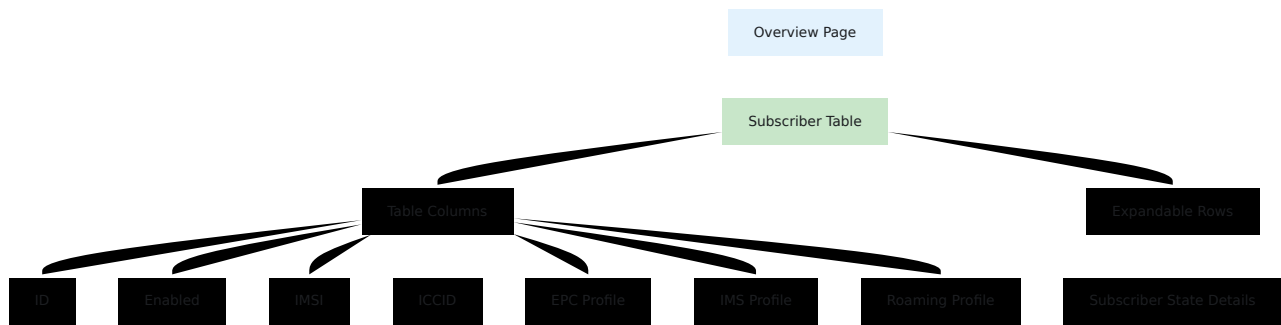 Overview Page
Subscriber Table
Table Columns
Expandable Rows
ID
Enabled
IMSI
ICCID
EPC Profile
IMS Profile
Roaming Profile
Subscriber State Details